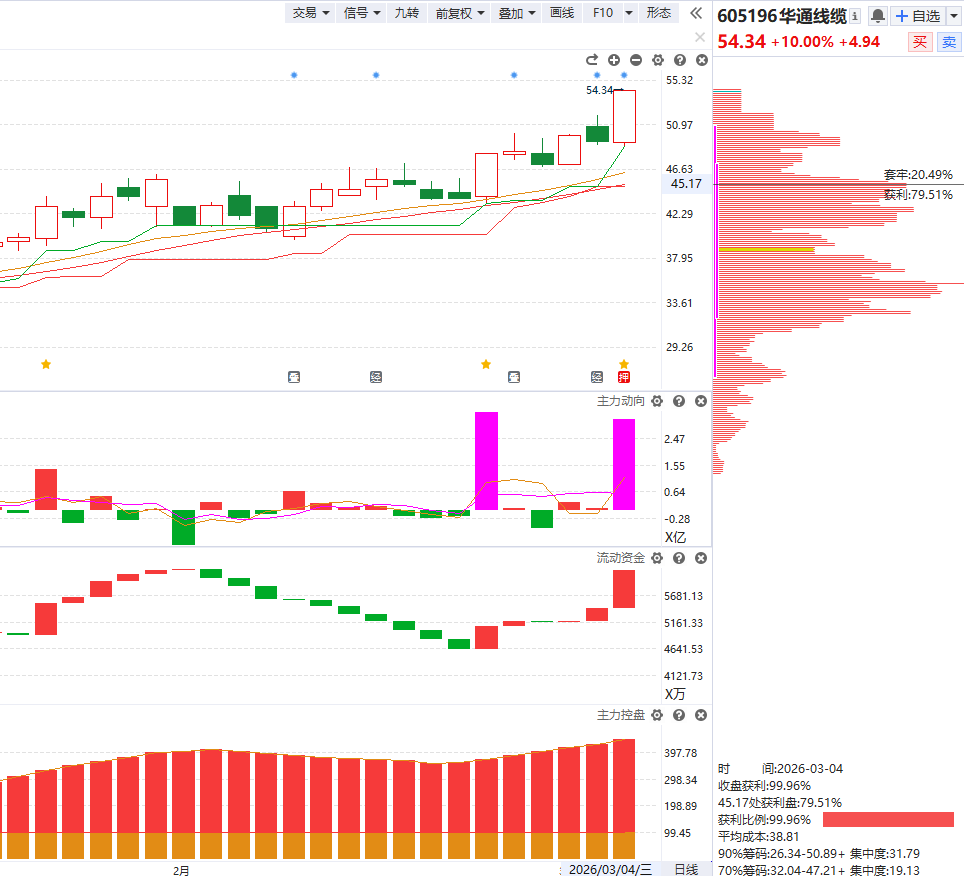 交易 信号 九转 前复权 叠加 画线 F10 形态
605196华通线缆
自选
54.34 +10.00% +4.94
买 卖
54.34
55.32
50.97
46.63
45.17
42.29
37.95
33.61
29.26
套牢:20.49%
获利:79.51%
经 经 押
主力动向
2.47
1.55
0.64
-0.28
X亿
流动资金
5681.13
5161.33
4641.53
4121.73
X万
主力控盘
397.78
298.34
198.89
99.45
2月
2026/03/04/三
日线
时 间:2026-03-04
收盘获利:99.96%
45.17处获利盘:79.51%
获利比例:99.96%
平均成本:38.81
90%筹码:26.34-50.89+ 集中度:31.79
70%筹码:32.04-47.21+ 集中度:19.13